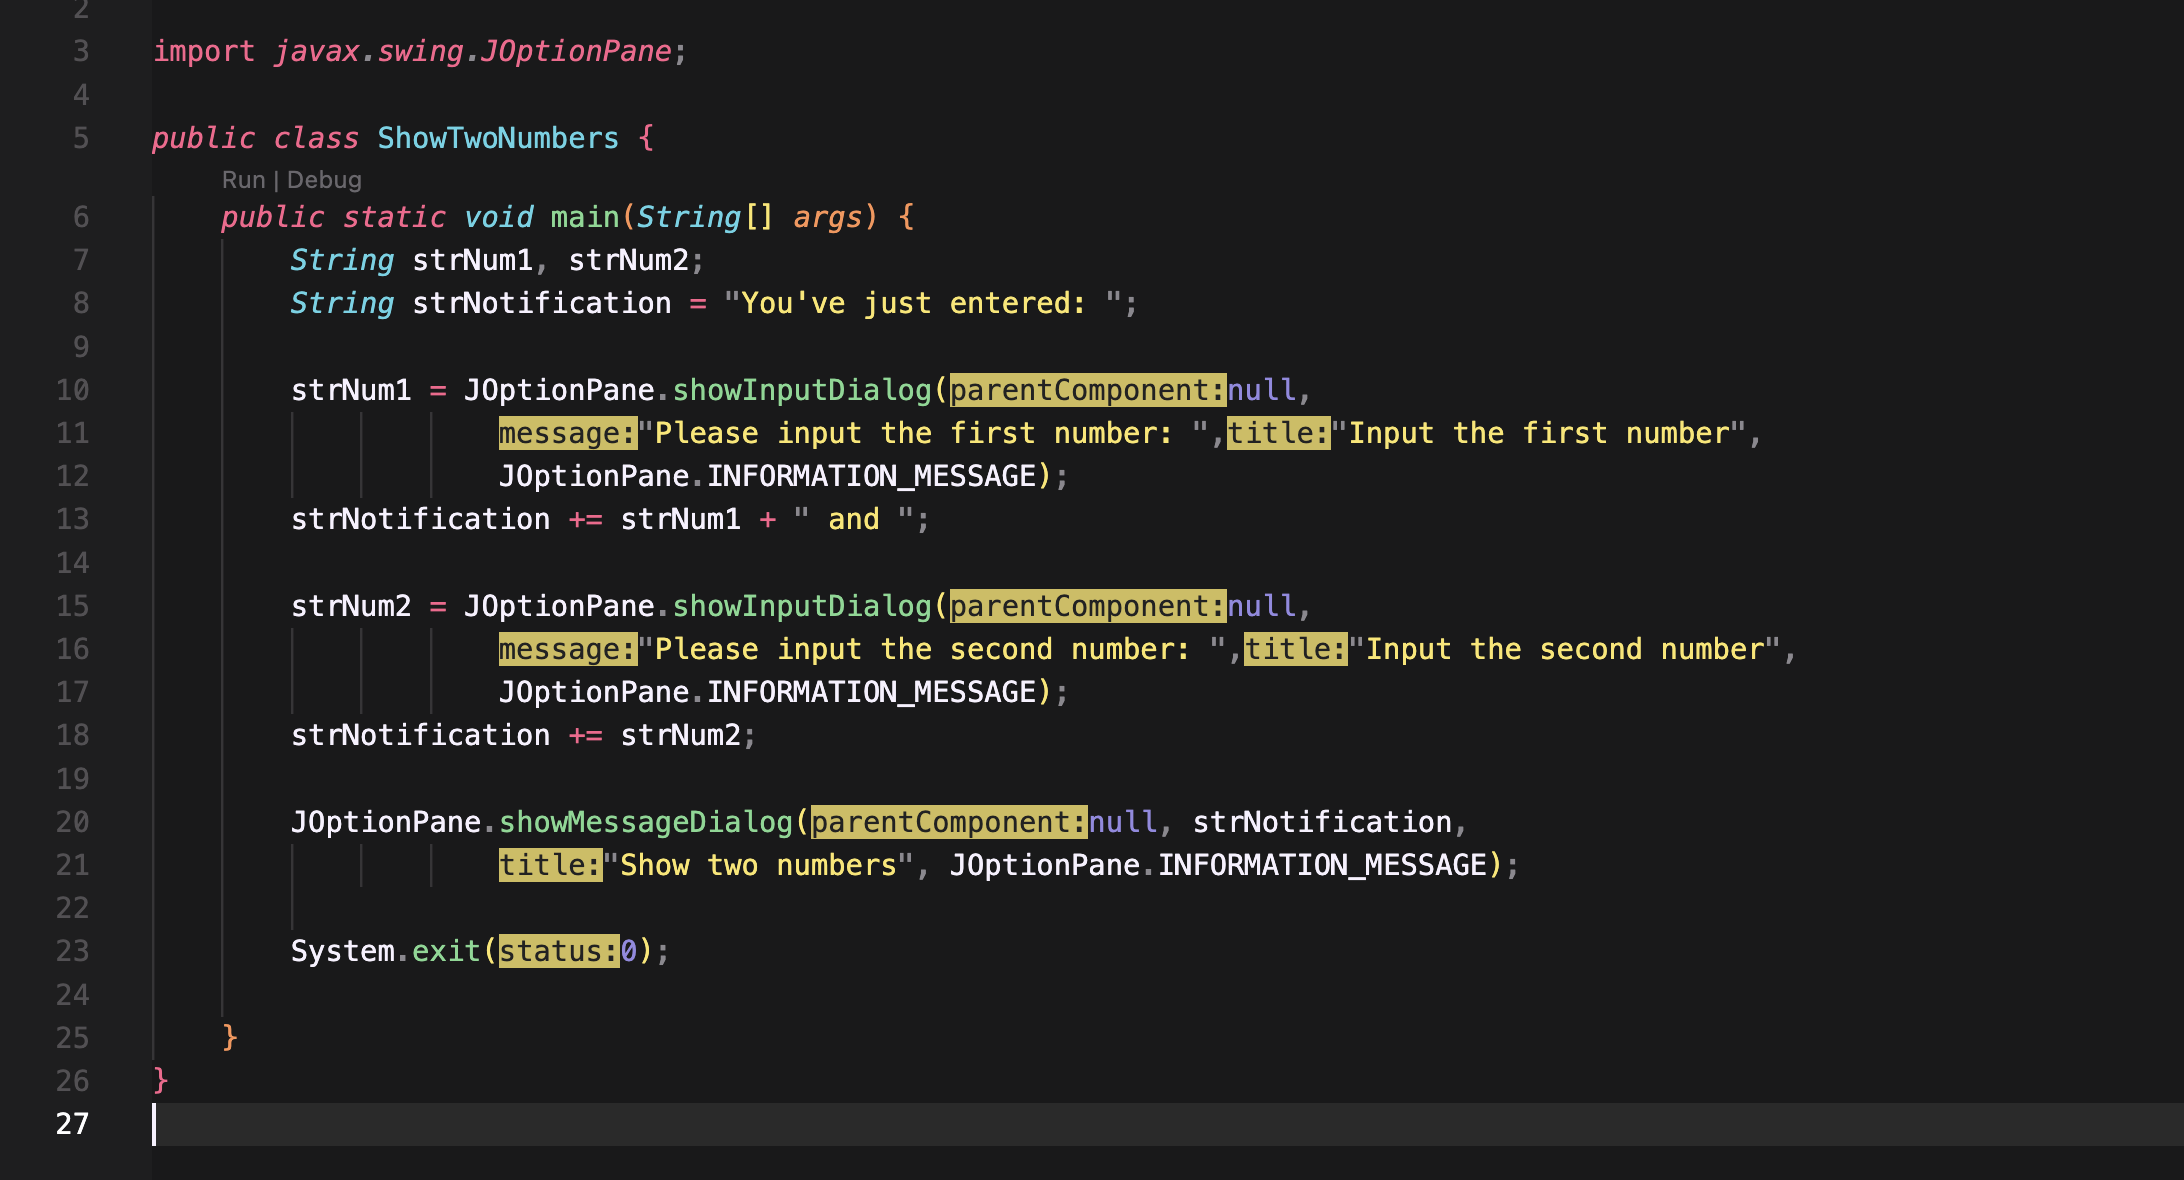 2
3 import javax.swing.JOptionPane;
4
5 public class ShowTwoNumbers {
Run | Debug
6 public static void main(String[] args) {
7 String strNum1, strNum2;
8 String strNotification = "You've just entered: ";
9
10 strNum1 = JOptionPane.showInputDialog(parentComponent:null,
11 message:"Please input the first number: ",title:"Input the first number",
12 JOptionPane.INFORMATION_MESSAGE);
13 strNotification += strNum1 + " and ";
14
15 strNum2 = JOptionPane.showInputDialog(parentComponent:null,
16 message:"Please input the second number: ",title:"Input the second number",
17 JOptionPane.INFORMATION_MESSAGE);
18 strNotification += strNum2;
19
20 JOptionPane.showMessageDialog(parentComponent:null, strNotification,
21 title:"Show two numbers", JOptionPane.INFORMATION_MESSAGE);
22
23 System.exit(status:0);
24
25 }
26 }
27